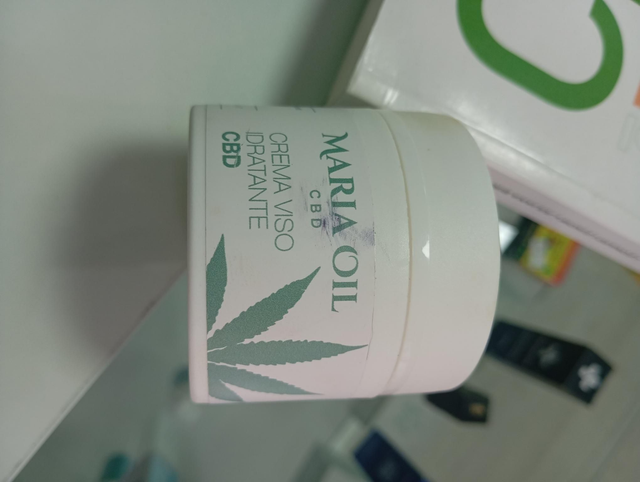 MARIA OIL
CBD
CREMA VISO
IDRATANTE
CBD